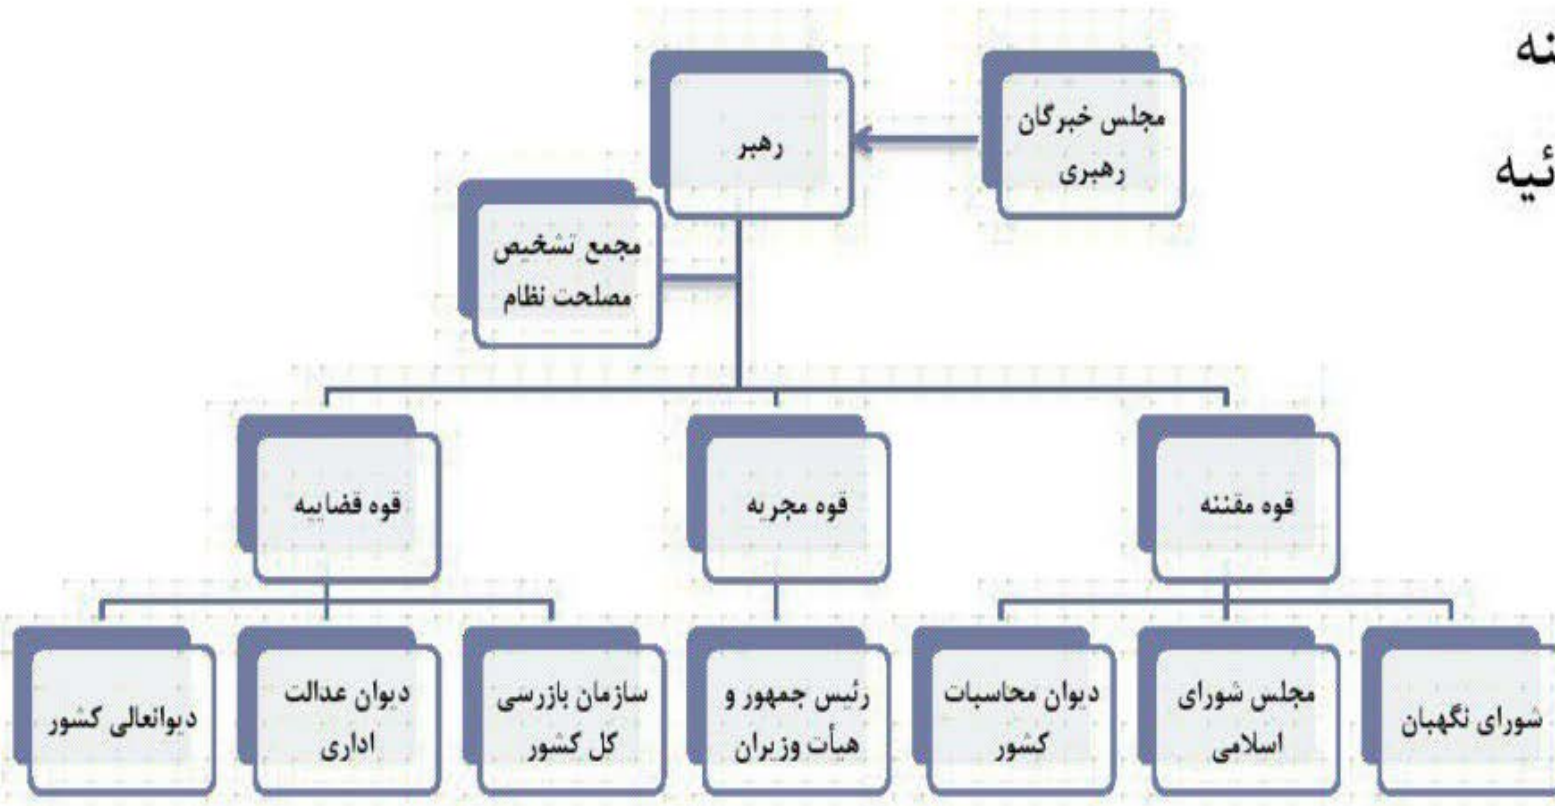 مجلس خبرگان
رهبری
رهبر
مجمع تشخیص
مصلحت نظام
قوه مقننه
قوه مجریه
قوه قضاییه
شورای نگهبان
مجلس شورای
اسلامی
دیوان محاسبات
کشور
رئیس جمهور و
هیأت وزیران
سازمان بازرسی
کل کشور
دیوان عدالت
اداری
دیوانعالی کشور